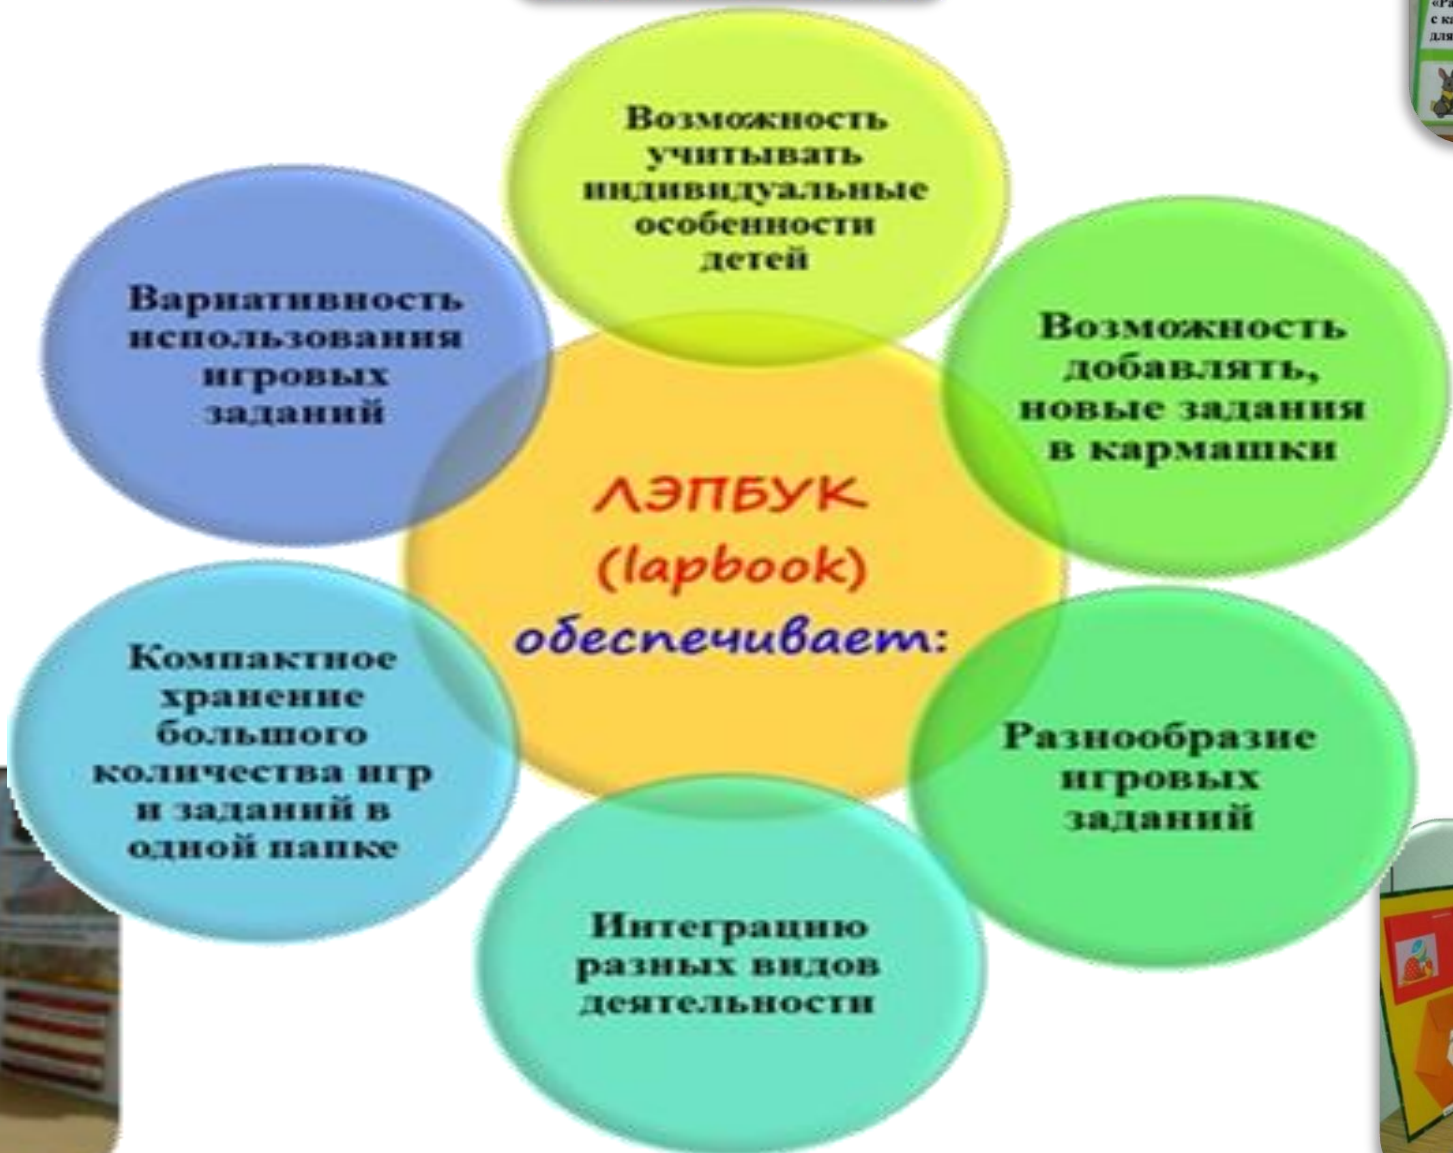 Возможность
учитывать
индивидуальные
особенности
детей
Возможность
добавлять,
новые задания
в кармашки
Разнообразие
игровых
заданий
Интеграцию
разных видов
деятельности
Компактное
хранение
большого
количества игр
и заданий в
одной папке
Вариативность
использования
игровых
заданий
ЛЭПБУК
(lapbook)
обеспечивает: